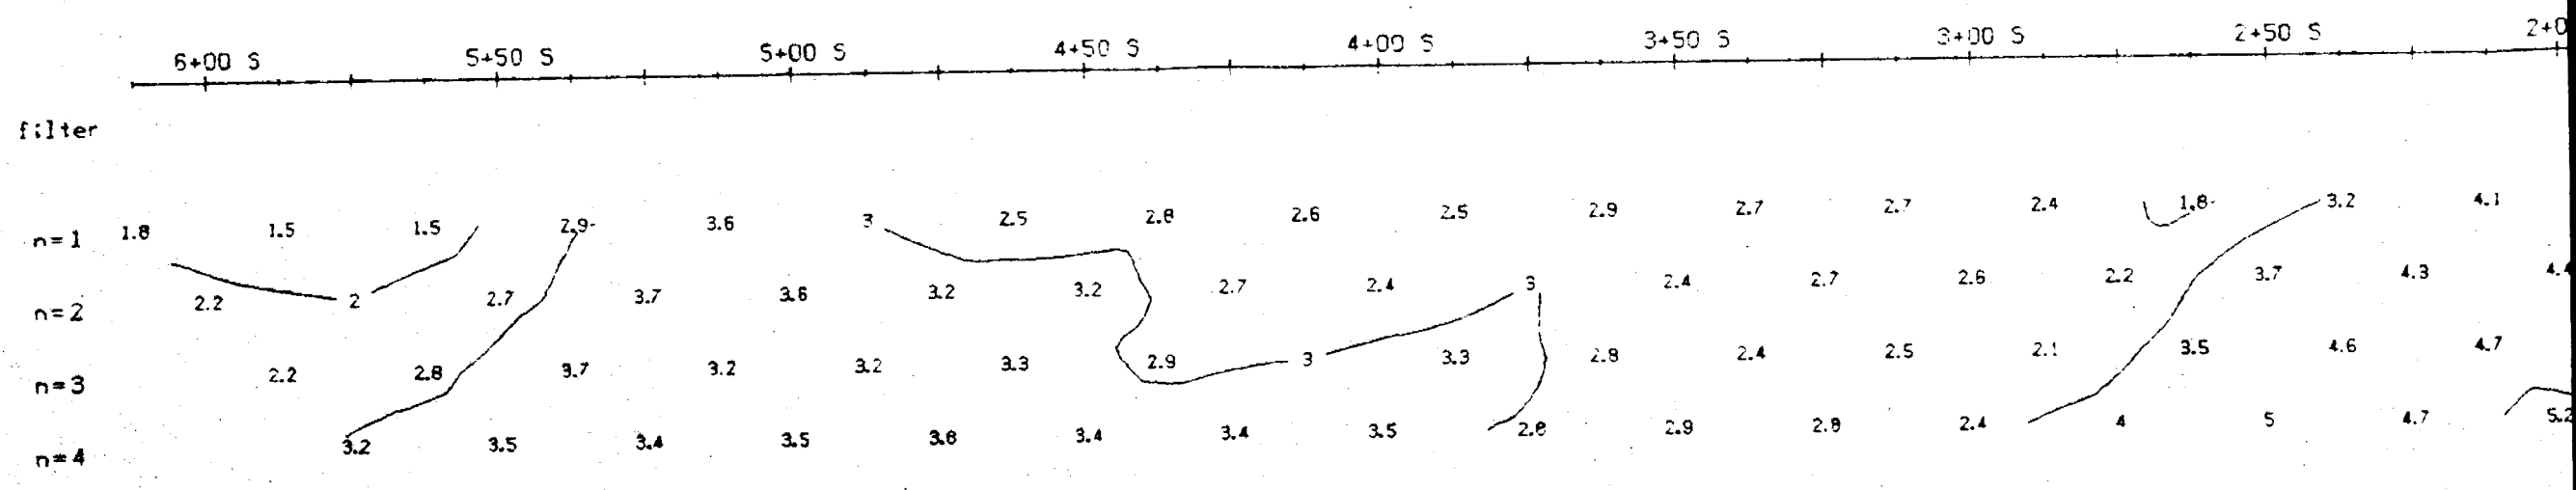 6+00 S 5+50 S 5+00 S 4+50 S 4+00 S 3+50 S 3+00 S 2+50 S 2+0
filter
n=1 1.8 1.5 1.5 2.9 3.6 3 2.5 2.8 2.6 2.5 2.9 2.7 2.7 2.4 1.8 3.2 4.1
n=2 2.2 2 2.7 3.7 3.6 3.2 3.2 2.7 2.4 3 2.4 2.7 2.6 2.2 3.7 4.3 4.4
n=3 2.2 2.8 3.7 3.2 3.2 3.3 2.9 3 3.3 2.8 2.4 2.5 2.1 3.5 4.6 4.7
n=4 3.2 3.5 3.4 3.5 3.6 3.4 3.4 3.5 2.8 2.9 2.8 2.4 4 5 4.7 5.2